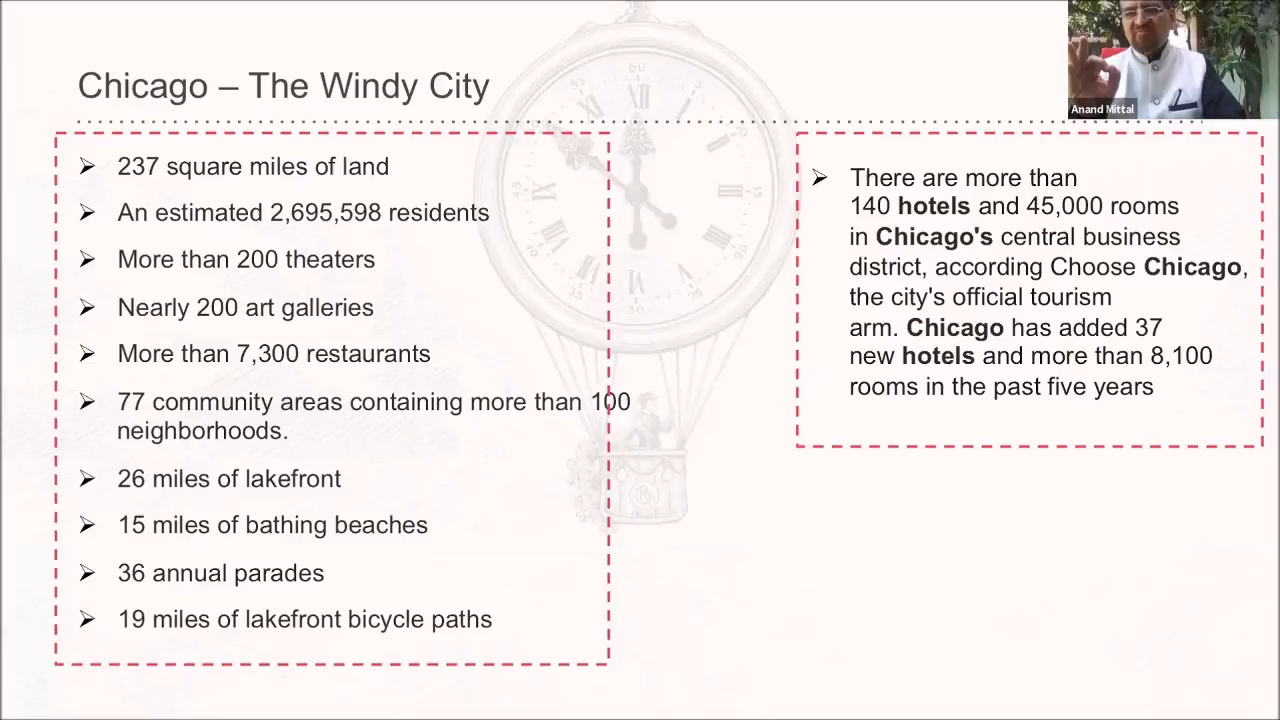 Chicago – The Windy City
Anand Mittal
237 square miles of land
An estimated 2,695,598 residents
More than 200 theaters
Nearly 200 art galleries
More than 7,300 restaurants
77 community areas containing more than 100
neighborhoods.
26 miles of lakefront
15 miles of bathing beaches
36 annual parades
19 miles of lakefront bicycle paths
There are more than
140 hotels and 45,000 rooms
in Chicago's central business
district, according Choose Chicago,
the city's official tourism
arm. Chicago has added 37
new hotels and more than 8,100
rooms in the past five years